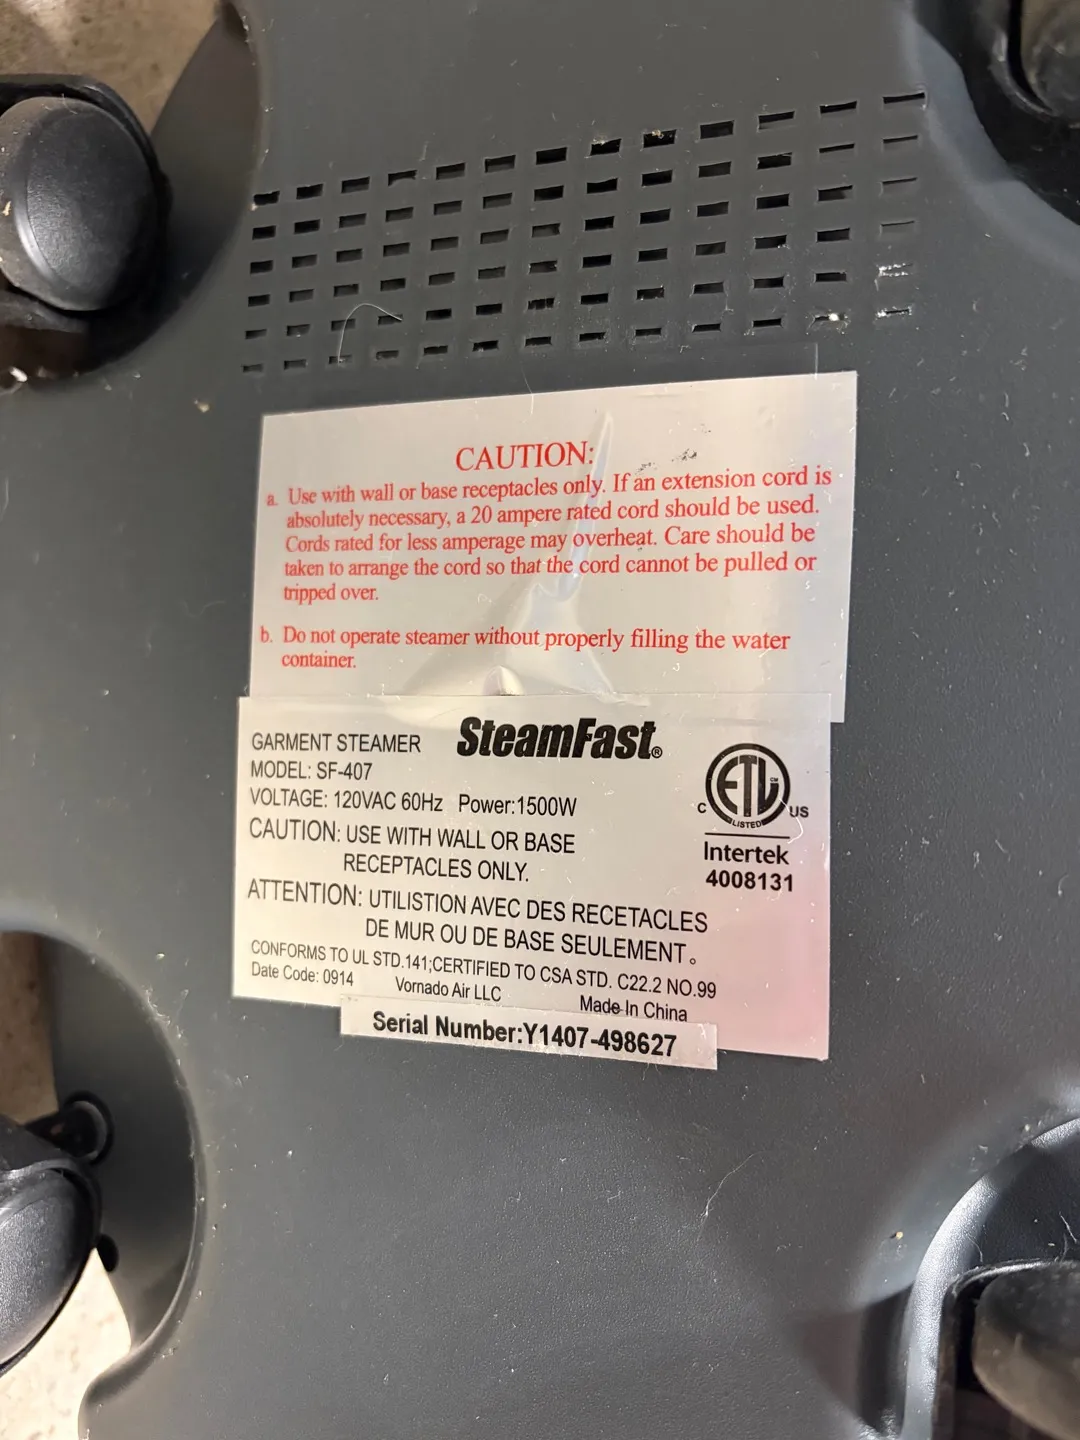 CAUTION:
a. Use with wall or base receptacles only. If an extension cord is
absolutely necessary, a 20 ampere rated cord should be used.
Cords rated for less amperage may overheat. Care should be
taken to arrange the cord so that the cord cannot be pulled or
tripped over.
b. Do not operate steamer without properly filling the water
container.
GARMENT STEAMER SteamFast®
MODEL: SF-407
VOLTAGE: 120VAC 60Hz Power:1500W
CAUTION: USE WITH WALL OR BASE
RECEPTACLES ONLY.
ETL CM
C US
LISTED
Intertek
4008131
ATTENTION: UTILISTION AVEC DES RECETACLES
DE MUR OU DE BASE SEULEMENT。
CONFORMS TO UL STD.141;CERTIFIED TO CSA STD. C22.2 NO.99
Date Code: 0914 Vornado Air LLC Made In China
Serial Number:Y1407-498627